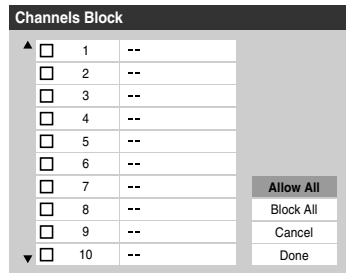 Channels Block
1 --
2 --
3 --
4 --
5 --
6 --
7 --
8 --
9 --
10 --
Allow All
Block All
Cancel
Done